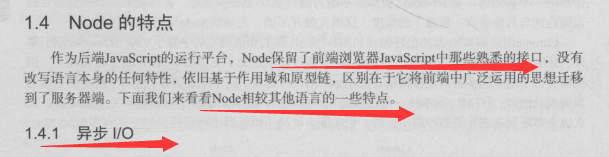 1.4 Node 的特点
作为后端JavaScript的运行平台，Node保留了前端浏览器JavaScript中那些熟悉的接口，没有
改写语言本身的任何特性，依旧基于作用域和原型链，区别在于它将前端中广泛运用的思想迁移
到了服务器端。下面我们来看看Node相较其他语言的一些特点。
1.4.1 异步 I/O